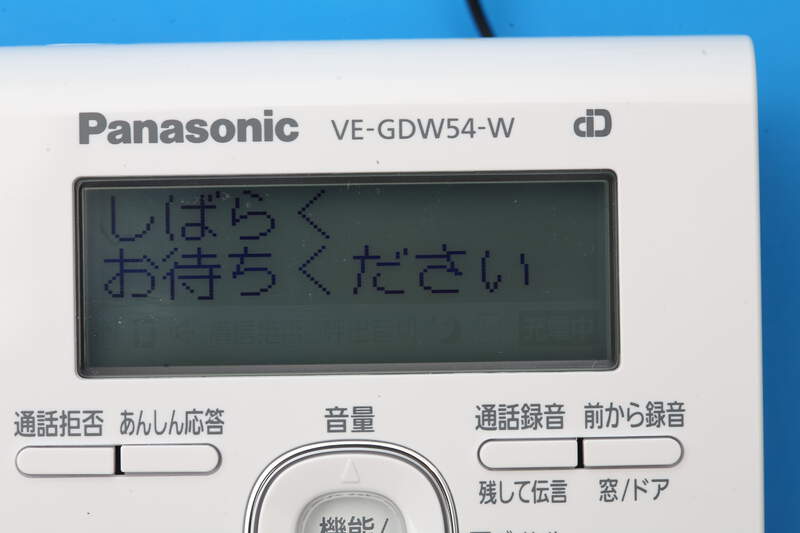 Panasonic VE-GDW54-W
しばらく
お待ちください
通話拒否 あんしん応答 音量 通話録音 前から録音
残して伝言 窓/ドア
機能/